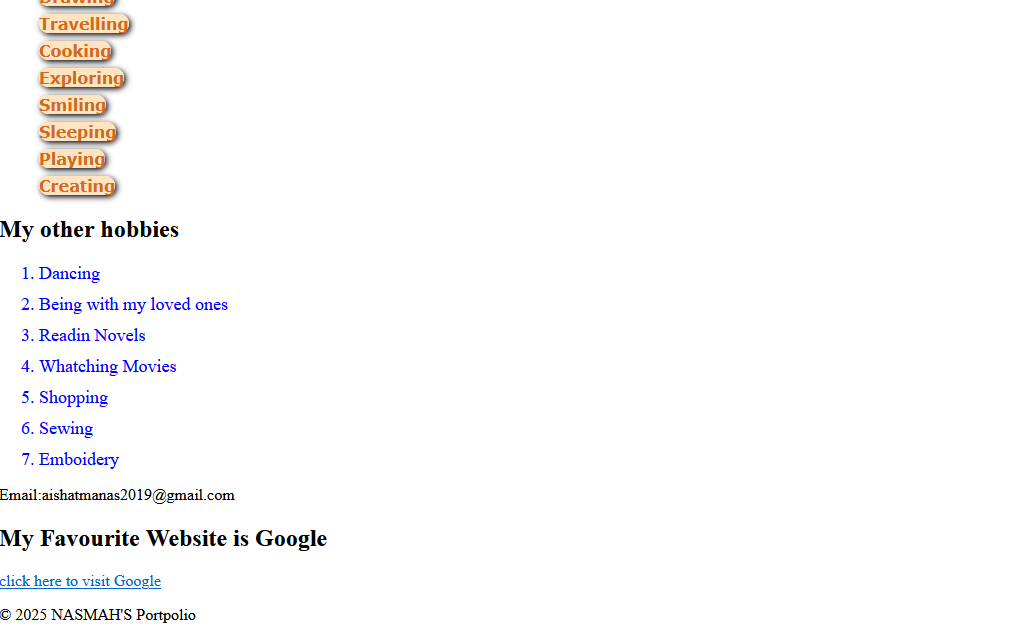 Drawing
Travelling
Cooking
Exploring
Smiling
Sleeping
Playing
Creating
My other hobbies
1. Dancing
2. Being with my loved ones
3. Readin Novels
4. Whatching Movies
5. Shopping
6. Sewing
7. Emboidery
Email:aishatmanas2019@gmail.com
My Favourite Website is Google
click here to visit Google
© 2025 NASMAH'S Portpolio